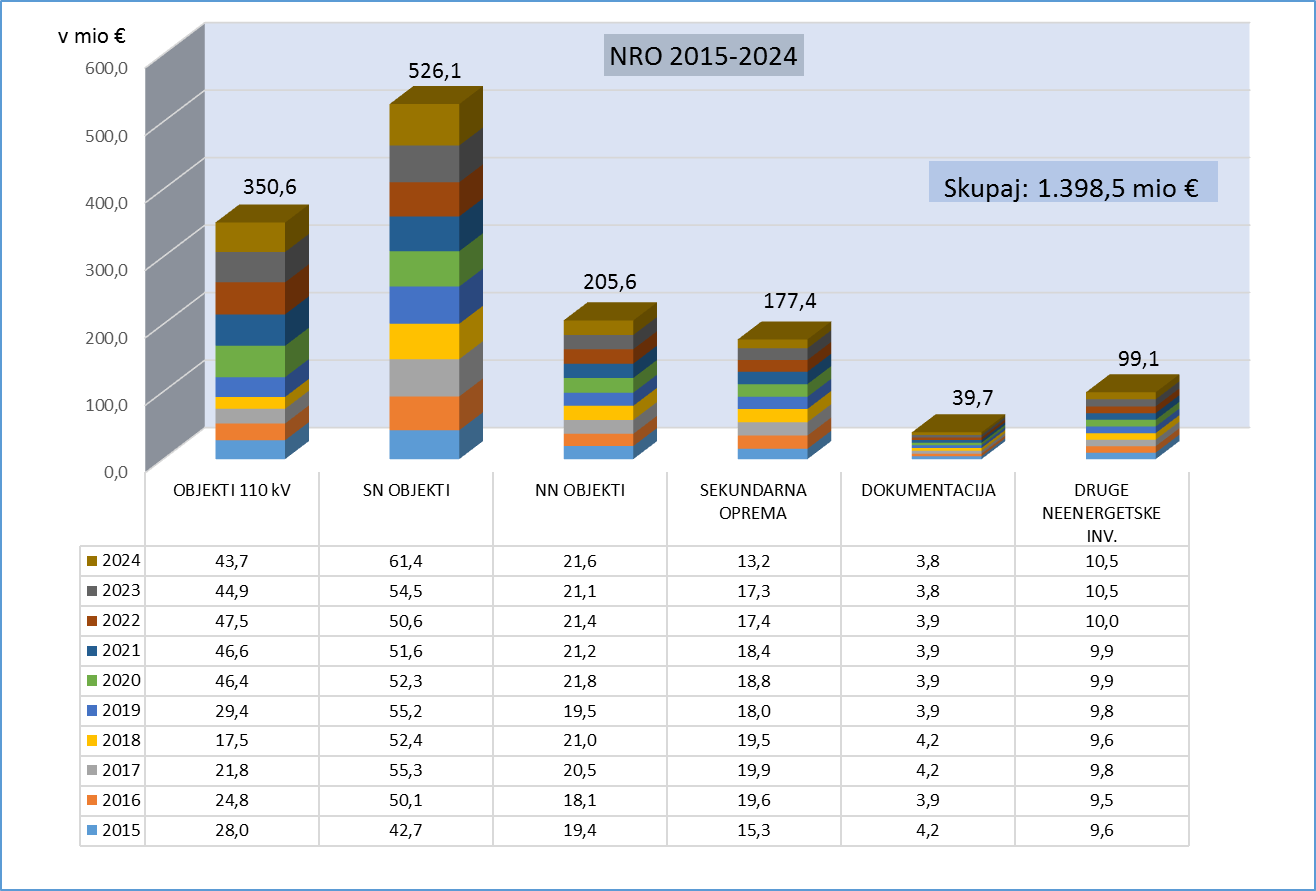 v mio €
NRO 2015-2024
600,0
500,0
400,0
300,0
200,0
100,0
0,0
350,6
526,1
205,6
177,4
39,7
99,1
Skupaj: 1.398,5 mio €
OBJEKTI 110 kV SN OBJEKTI NN OBJEKTI SEKUNDARNA OPREMA DOKUMENTACIJA DRUGE NEENERGETSKE INV.
2024 43,7 61,4 21,6 13,2 3,8 10,5
2023 44,9 54,5 21,1 17,3 3,8 10,5
2022 47,5 50,6 21,4 17,4 3,9 10,0
2021 46,6 51,6 21,2 18,4 3,9 9,9
2020 46,4 52,3 21,8 18,8 3,9 9,9
2019 29,4 55,2 19,5 18,0 3,9 9,8
2018 17,5 52,4 21,0 19,5 4,2 9,6
2017 21,8 55,3 20,5 19,9 4,2 9,8
2016 24,8 50,1 18,1 19,6 3,9 9,5
2015 28,0 42,7 19,4 15,3 4,2 9,6